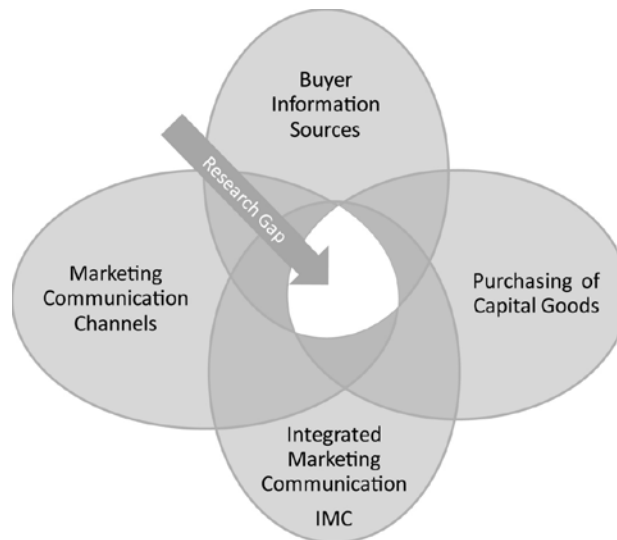 Buyer
Information
Sources
Research Gap
Marketing
Communication
Channels
Purchasing of
Capital Goods
Integrated
Marketing
Communication
IMC